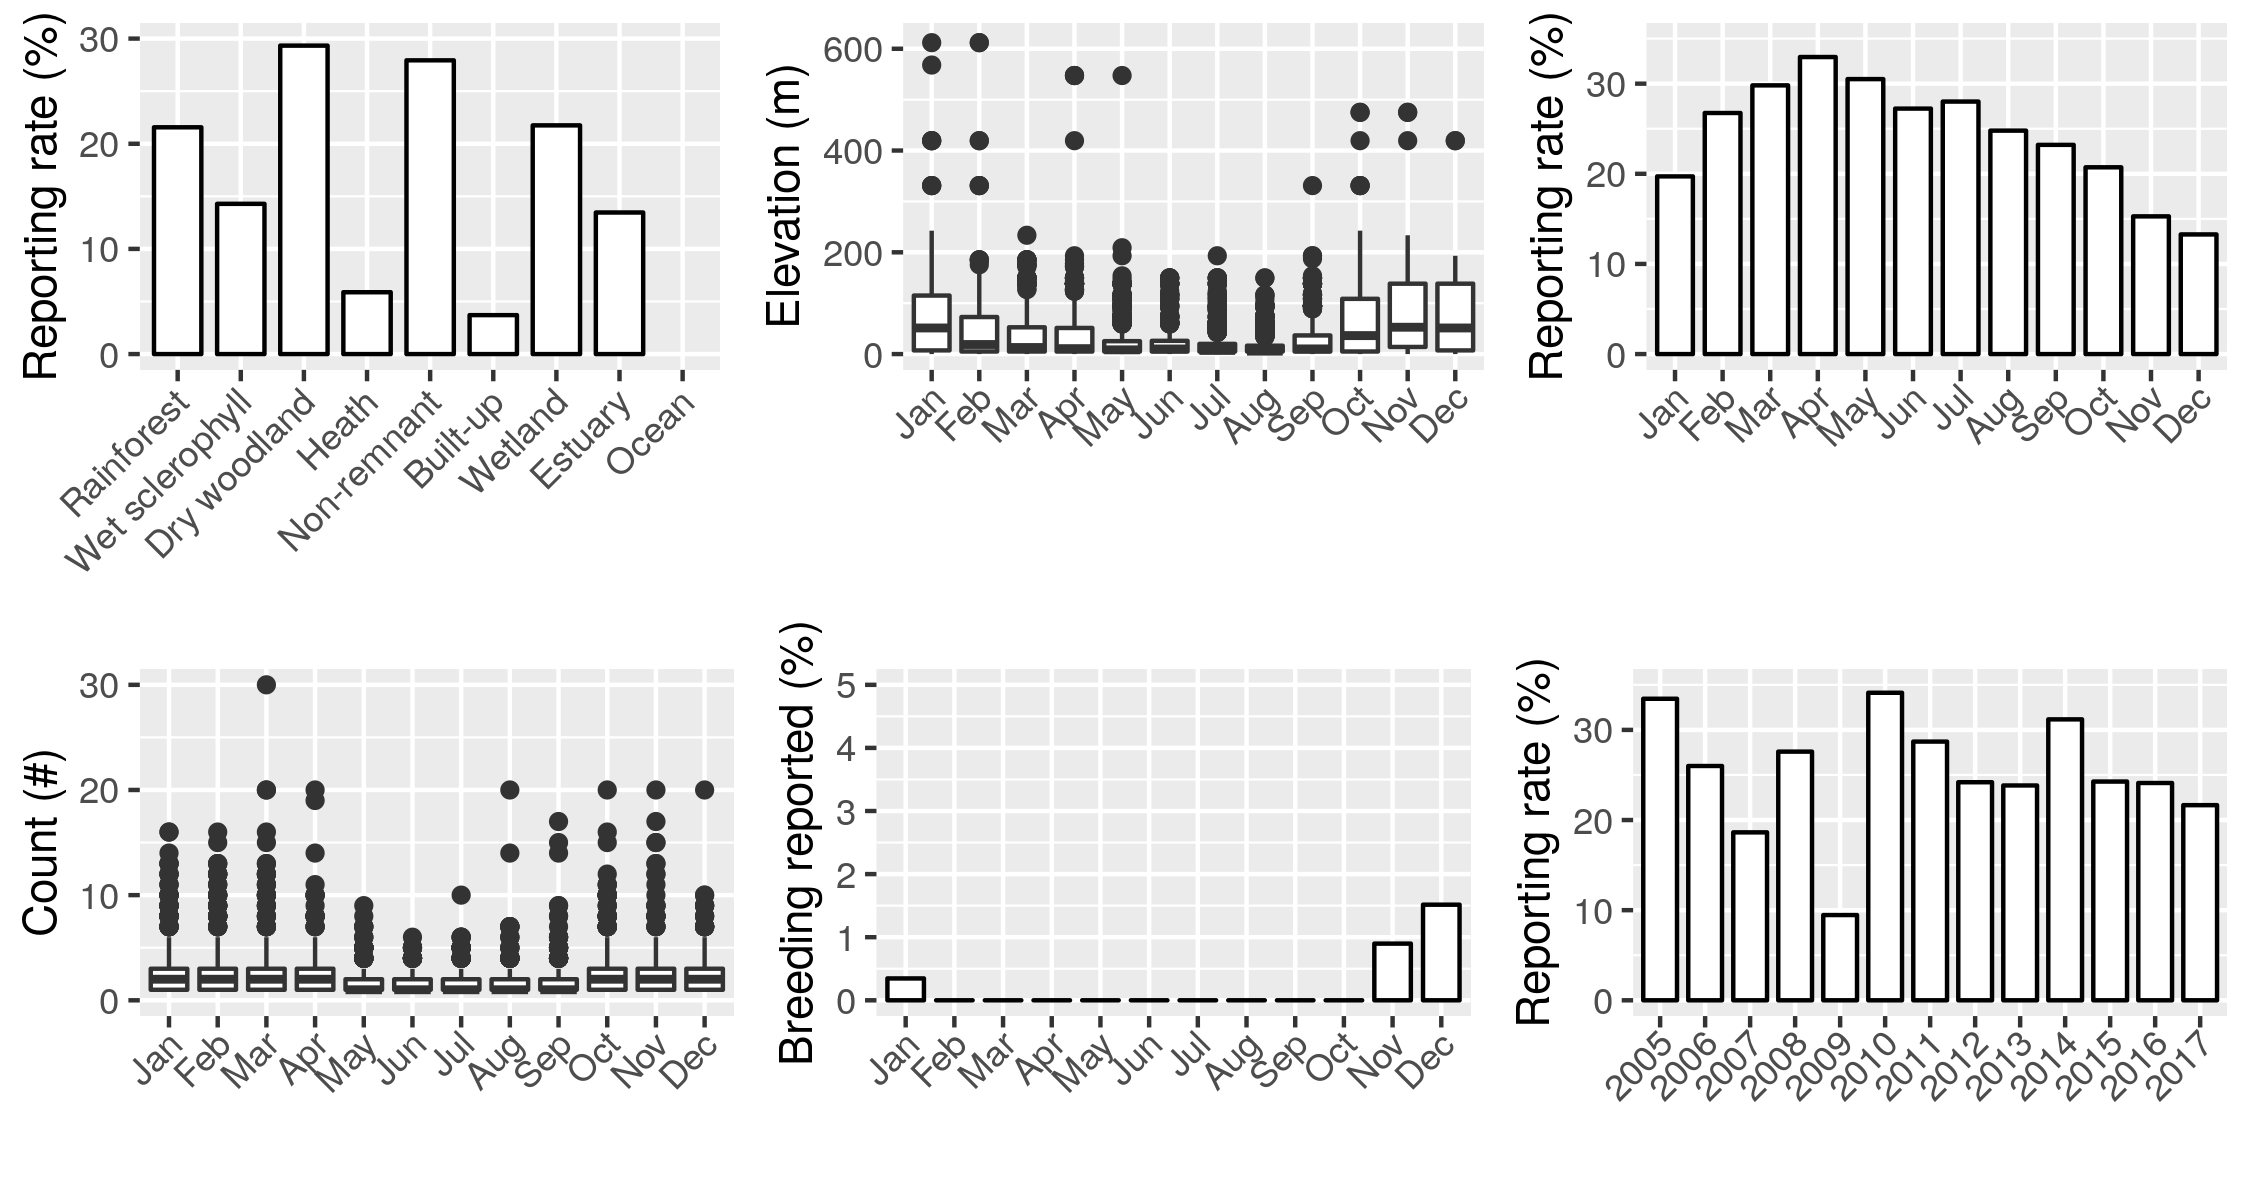 Reporting rate (%)
30
20
10
0
Rainforest
Wet sclerophyll
Dry woodland
Heath
Non-remnant
Built-up
Wetland
Estuary
Ocean
Elevation (m)
600
400
200
0
Jan
Feb
Mar
Apr
May
Jun
Jul
Aug
Sep
Oct
Nov
Dec
Reporting rate (%)
30
20
10
0
Jan
Feb
Mar
Apr
May
Jun
Jul
Aug
Sep
Oct
Nov
Dec
Count (#)
30
20
10
0
Jan
Feb
Mar
Apr
May
Jun
Jul
Aug
Sep
Oct
Nov
Dec
Breeding reported (%)
5
4
3
2
1
0
Jan
Feb
Mar
Apr
May
Jun
Jul
Aug
Sep
Oct
Nov
Dec
Reporting rate (%)
30
20
10
0
2005
2006
2007
2008
2009
2010
2011
2012
2013
2014
2015
2016
2017